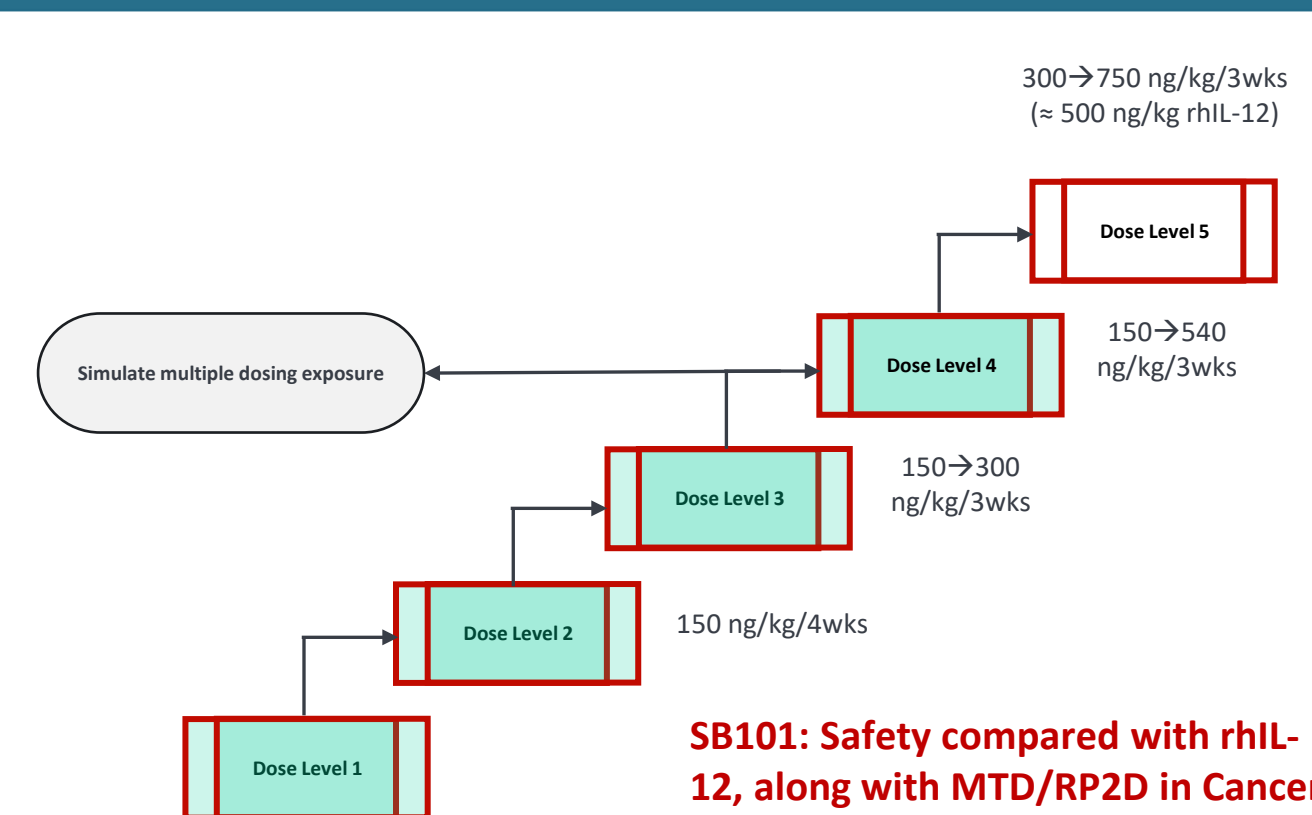 300→750 ng/kg/3wks
(≈ 500 ng/kg rhIL-12)
Dose Level 5
150→540
ng/kg/3wks
Dose Level 4
Simulate multiple dosing exposure
150→300
ng/kg/3wks
Dose Level 3
150 ng/kg/4wks
Dose Level 2
SB101: Safety compared with rhIL-
12, along with MTD/RP2D in Cancer
Dose Level 1